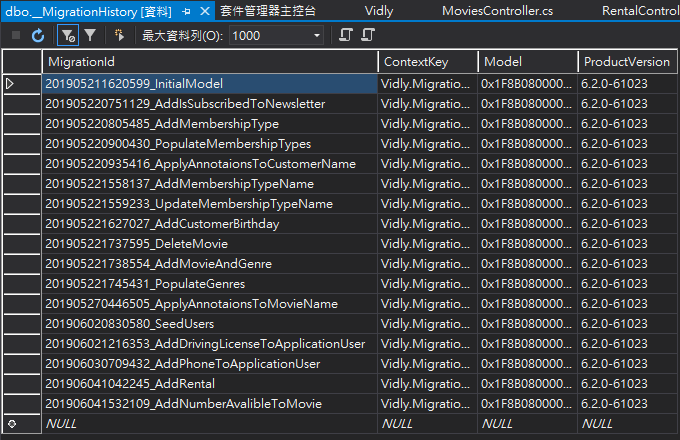 dbo.__MigrationHistory [資料] 套件管理器主控台 Vidly MoviesController.cs RentalContro
最大資料列(O): 1000
MigrationId ContextKey Model ProductVersion
201905211620599_InitialModel Vidly.Migratio... 0x1F8B080000... 6.2.0-61023
201905220751129_AddIsSubscribedToNewsletter Vidly.Migratio... 0x1F8B080000... 6.2.0-61023
201905220805485_AddMembershipType Vidly.Migratio... 0x1F8B080000... 6.2.0-61023
201905220900430_PopulateMembershipTypes Vidly.Migratio... 0x1F8B080000... 6.2.0-61023
201905220935416_ApplyAnnotaionsToCustomerName Vidly.Migratio... 0x1F8B080000... 6.2.0-61023
201905221558137_AddMembershipTypeName Vidly.Migratio... 0x1F8B080000... 6.2.0-61023
201905221559233_UpdateMembershipTypeName Vidly.Migratio... 0x1F8B080000... 6.2.0-61023
201905221627027_AddCustomerBirthday Vidly.Migratio... 0x1F8B080000... 6.2.0-61023
201905221737595_DeleteMovie Vidly.Migratio... 0x1F8B080000... 6.2.0-61023
201905221738554_AddMovieAndGenre Vidly.Migratio... 0x1F8B080000... 6.2.0-61023
201905221745431_PopulateGenres Vidly.Migratio... 0x1F8B080000... 6.2.0-61023
201905270446505_ApplyAnnotaionsToMovieName Vidly.Migratio... 0x1F8B080000... 6.2.0-61023
201906020830580_SeedUsers Vidly.Migratio... 0x1F8B080000... 6.2.0-61023
201906021216353_AddDrivingLicenseToApplicationUser Vidly.Migratio... 0x1F8B080000... 6.2.0-61023
201906030709432_AddPhoneToApplicationUser Vidly.Migratio... 0x1F8B080000... 6.2.0-61023
201906041042245_AddRental Vidly.Migratio... 0x1F8B080000... 6.2.0-61023
201906041532109_AddNumberAvalibleToMovie Vidly.Migratio... 0x1F8B080000... 6.2.0-61023
NULL NULL NULL NULL